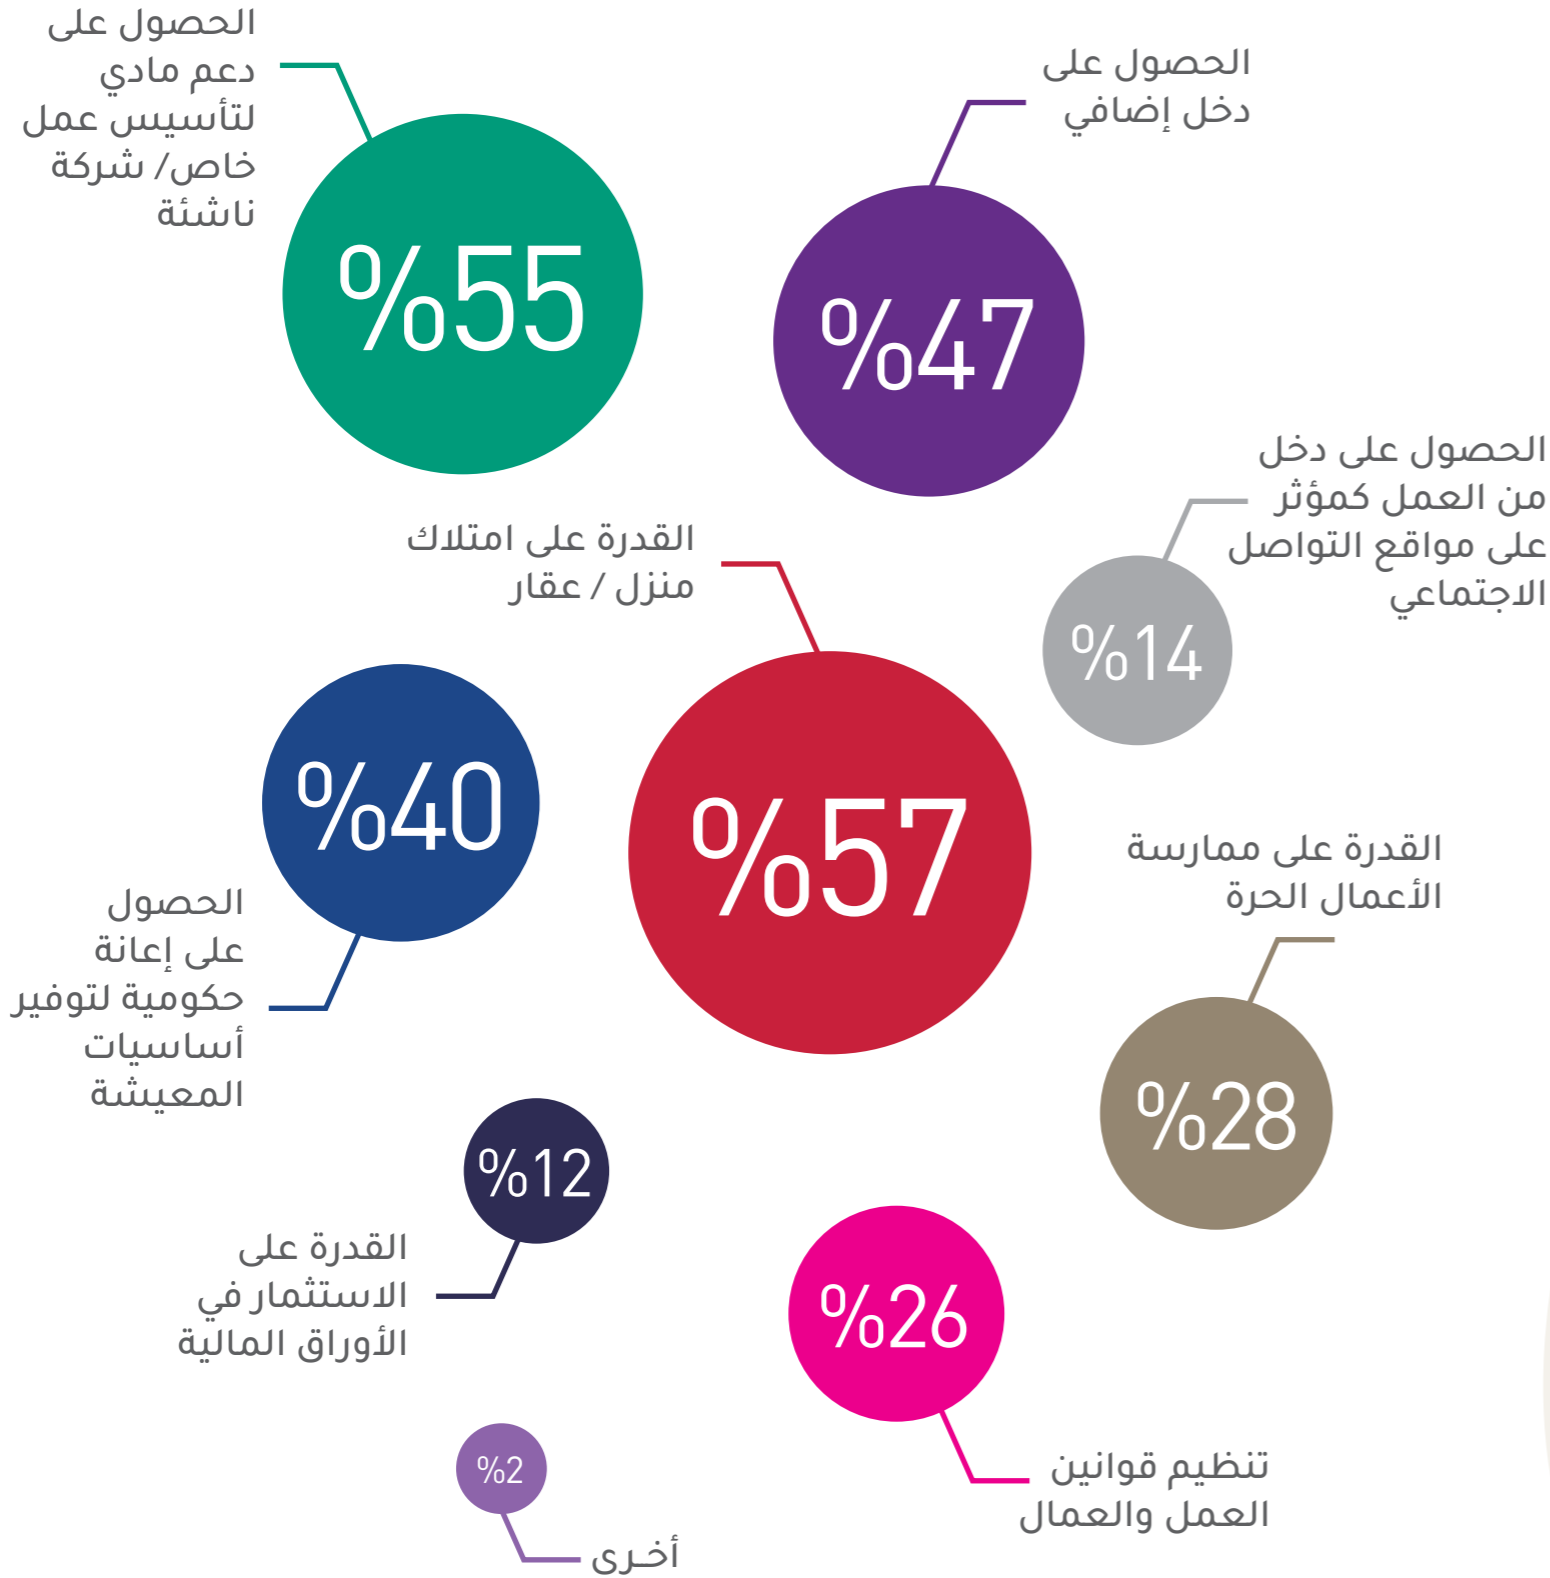 الحصول على
دعم مادي
لتأسيس عمل
خاص/ شركة
ناشئة
%55
الحصول على
دخل إضافي
%47
الحصول على دخل
من العمل كمؤثر
على مواقع التواصل
الاجتماعي
%14
القدرة على امتلاك
منزل / عقار
%57
%40
الحصول
على إعانة
حكومية لتوفير
أساسيات
المعيشة
القدرة على ممارسة
الأعمال الحرة
%28
%12
القدرة على
الاستثمار في
الأوراق المالية
%26
تنظيم قوانين
العمل والعمال
%2
أخـرى